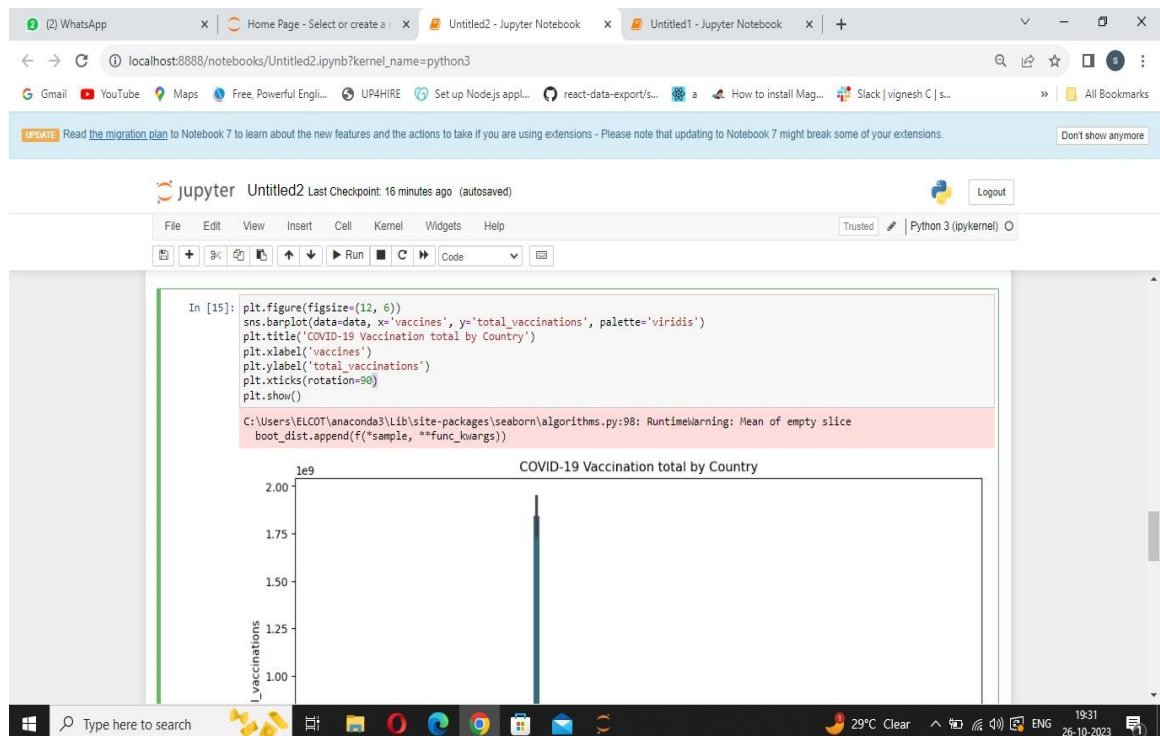 (2) WhatsApp
Home Page - Select or create a n
Untitled2 - Jupyter Notebook
Untitled1 - Jupyter Notebook
localhost:8888/notebooks/Untitled2.ipynb?kernel_name=python3
S
Gmail YouTube Maps Free, Powerful Engli... UP4HIRE Set up Node.js appl... react-data-export/s... a How to install Mag... Slack | vignesh C | s... » All Bookmarks
UPDATE Read the migration plan to Notebook 7 to learn about the new features and the actions to take if you are using extensions - Please note that updating to Notebook 7 might break some of your extensions. Don't show anymore
jupyter Untitled2 Last Checkpoint: 16 minutes ago (autosaved) Logout
File Edit View Insert Cell Kernel Widgets Help Trusted Python 3 (ipykernel)
Run Code
In [15]: plt.figure(figsize=(12, 6))
sns.barplot(data=data, x='vaccines', y='total_vaccinations', palette='viridis')
plt.title('COVID-19 Vaccination total by Country')
plt.xlabel('vaccines')
plt.ylabel('total_vaccinations')
plt.xticks(rotation=90)
plt.show()
C:\Users\ELCOT\anaconda3\Lib\site-packages\seaborn\algorithms.py:98: RuntimeWarning: Mean of empty slice
boot_dist.append(f(*sample, **func_kwargs))
COVID-19 Vaccination total by Country
1e9
2.00
1.75
1.50
1.25
1.00
l_vaccinations
Type here to search 29°C Clear ENG 19:31
26-10-2023